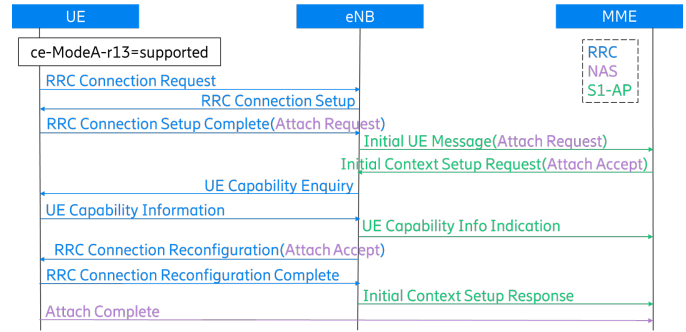 UE
eNB
MME
ce-ModeA-r13=supported
RRC
NAS
S1-AP
RRC Connection Request
RRC Connection Setup
RRC Connection Setup Complete(Attach Request)
Initial UE Message(Attach Request)
Initial Context Setup Request(Attach Accept)
UE Capability Enquiry
UE Capability Information
UE Capability Info Indication
RRC Connection Reconfiguration(Attach Accept)
RRC Connection Reconfiguration Complete
Initial Context Setup Response
Attach Complete